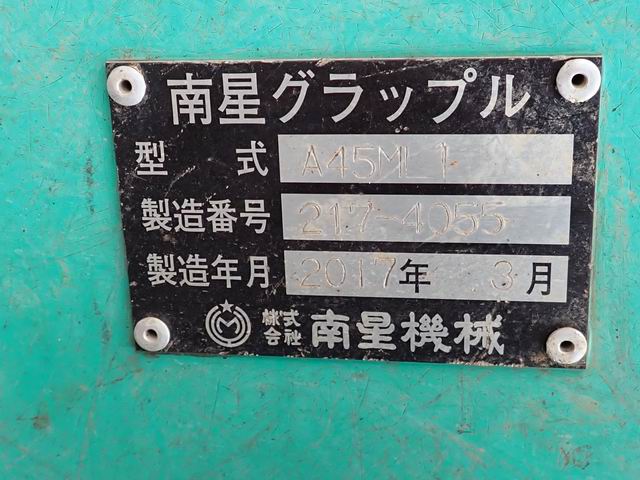 南星グラップル
型式 A45ML1
製造番号 217-4055
製造年月 2017年 3月
株式会社 南星機械